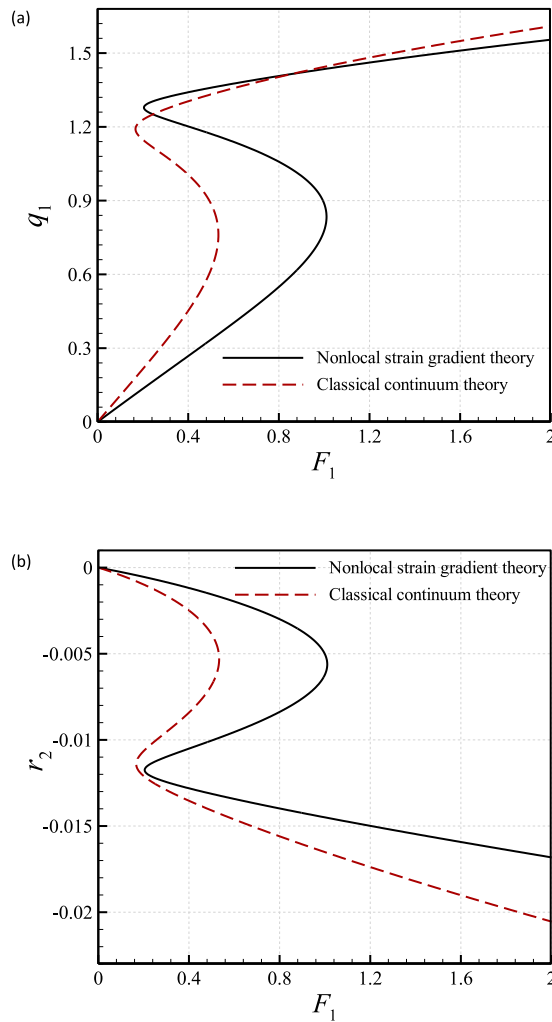 (a)
1.5
1.2
0.9
0.6
0.3
0
q1
Nonlocal strain gradient theory
Classical continuum theory
0 0.4 0.8 1.2 1.6 2
F1
(b)
0
-0.005
-0.01
-0.015
-0.02
r2
Nonlocal strain gradient theory
Classical continuum theory
0 0.4 0.8 1.2 1.6 2
F1